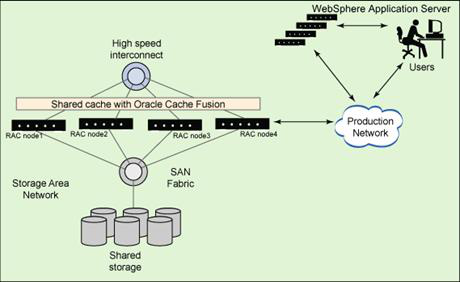 WebSphere Application Server
Users
High speed
interconnect
Shared cache with Oracle Cache Fusion
RAC node1
RAC node2
RAC node3
RAC node4
Production
Network
Storage Area
Network
SAN
Fabric
Shared
storage